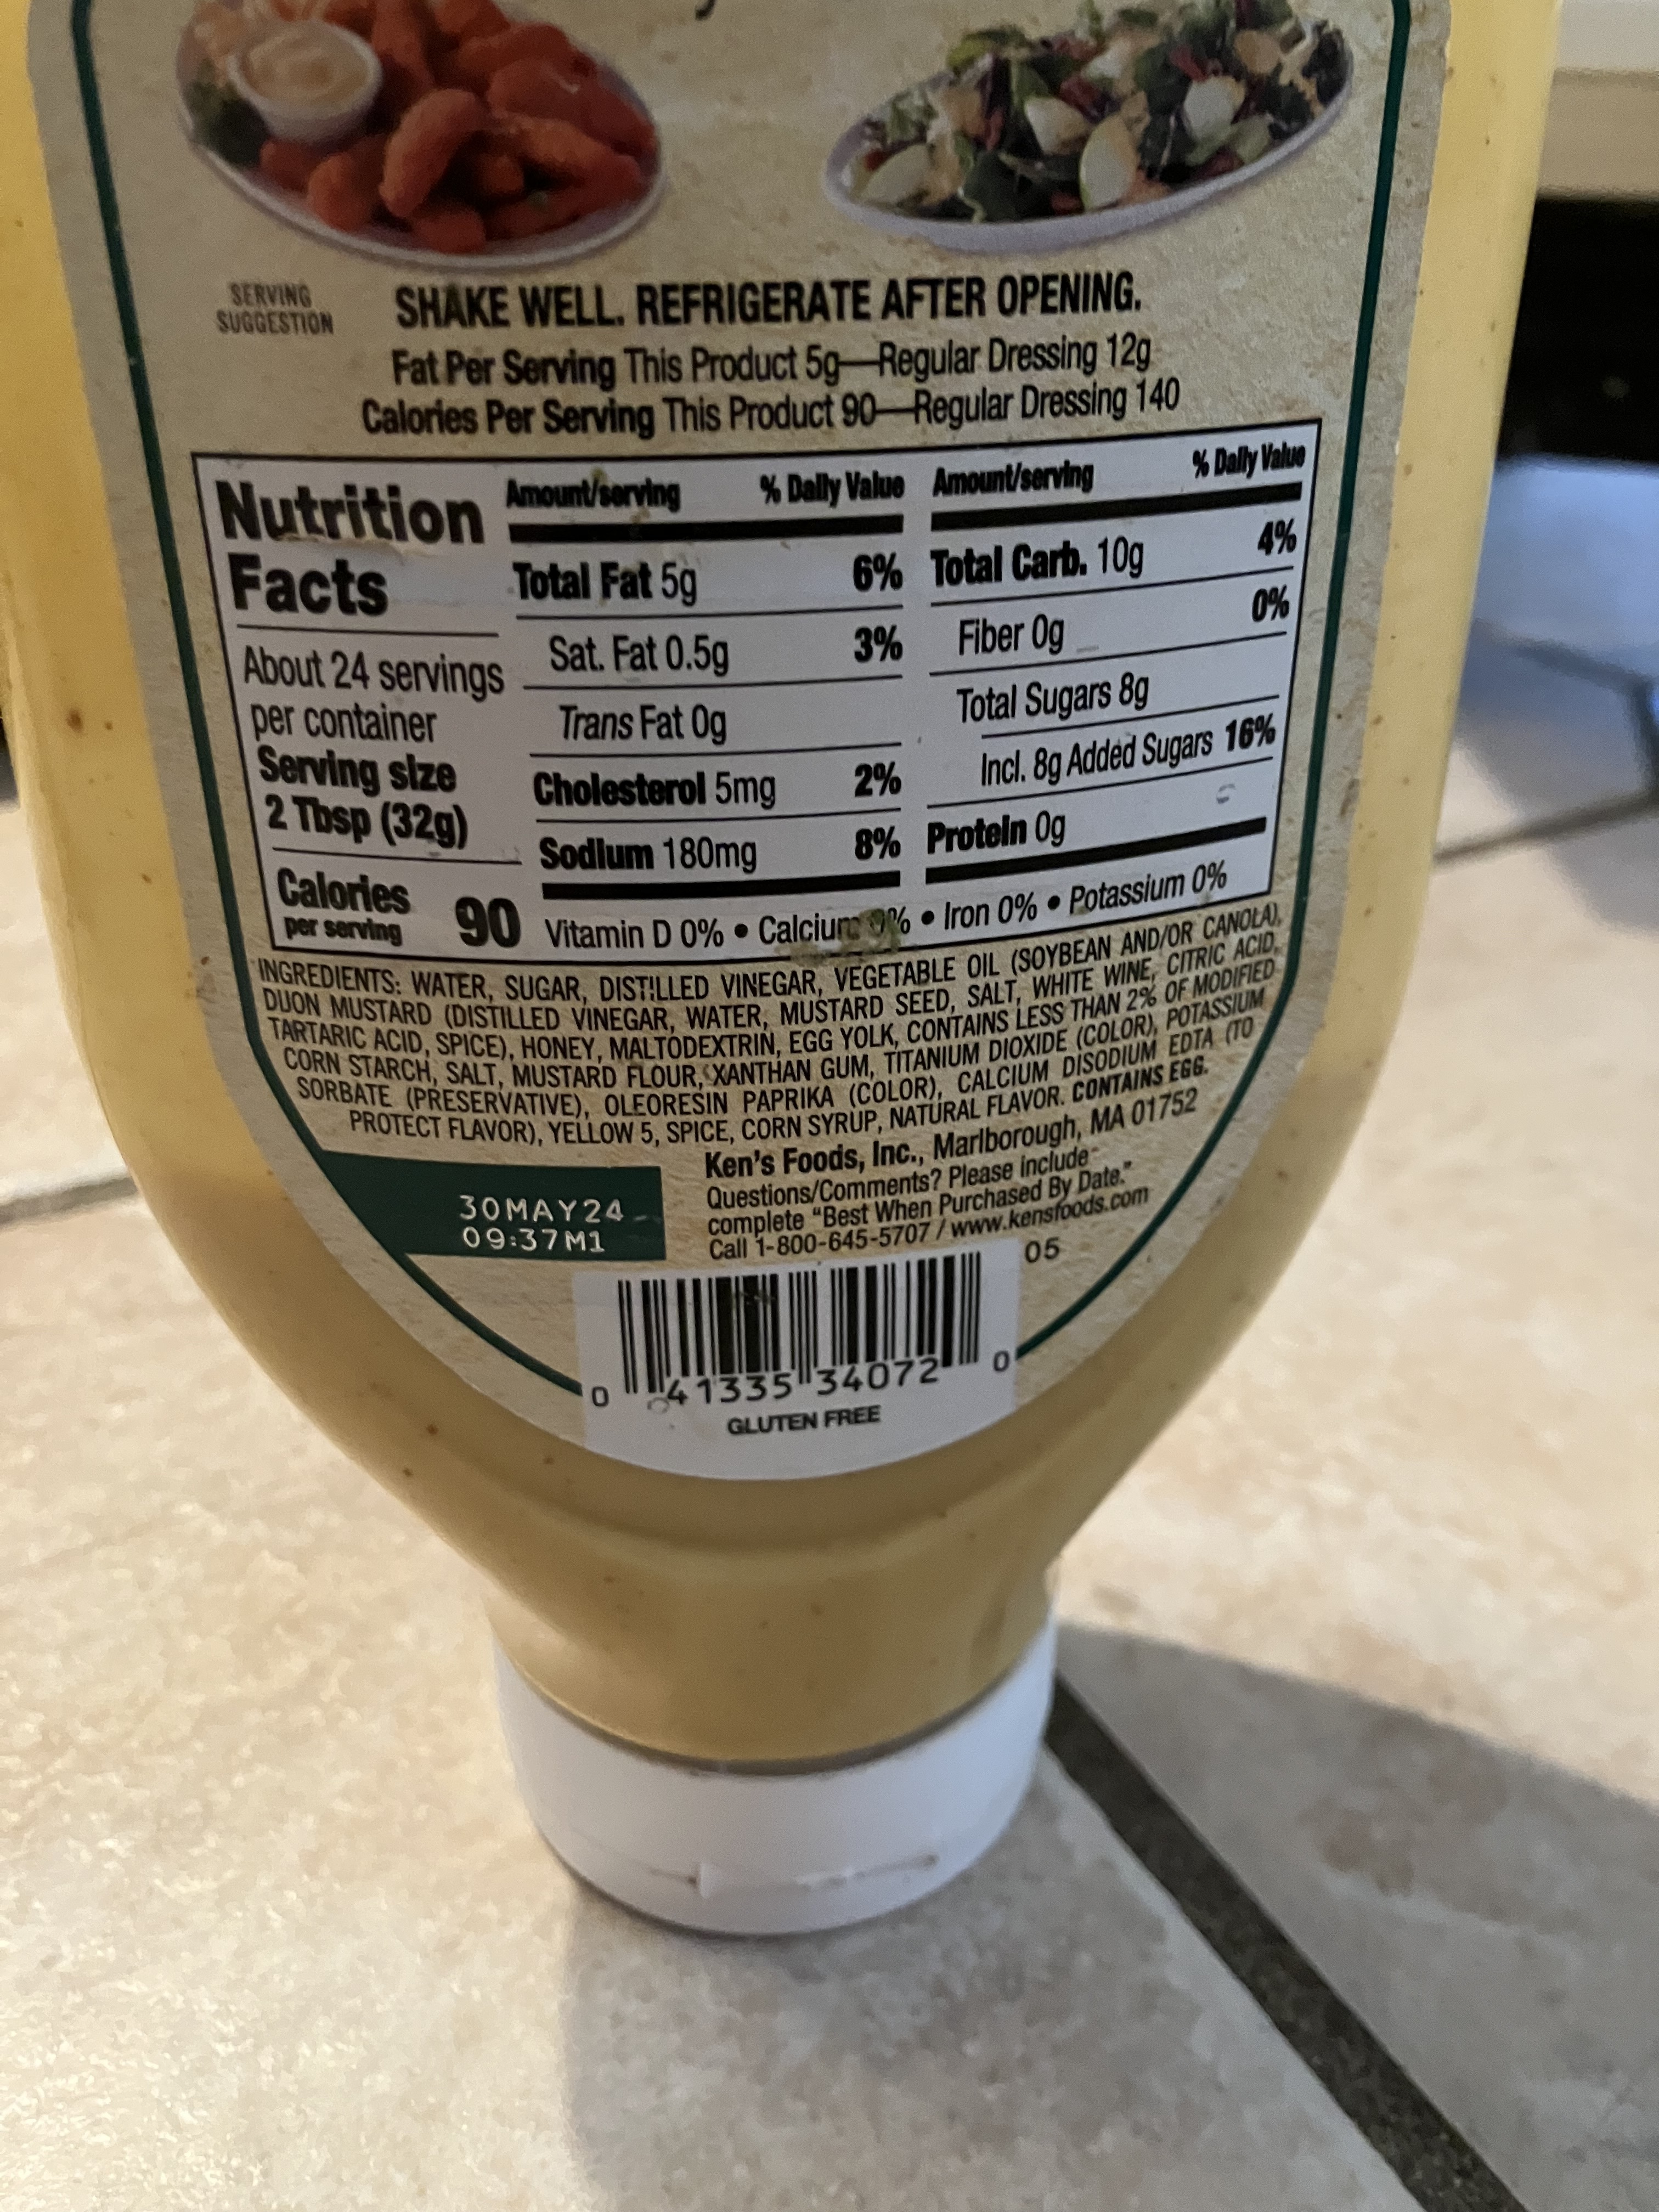 SERVING
SUGGESTION
SHAKE WELL. REFRIGERATE AFTER OPENING.
Fat Per Serving This Product 5g—Regular Dressing 12g
Calories Per Serving This Product 90—Regular Dressing 140
Nutrition
Facts
About 24 servings
per container
Serving size
2 Tbsp (32g)
Calories
per serving
90
Amount/serving % Daily Value
Total Fat 5g 6%
Sat. Fat 0.5g 3%
Trans Fat 0g
Cholesterol 5mg 2%
Sodium 180mg 8%
Amount/serving % Daily Value
Total Carb. 10g 4%
Fiber 0g 0%
Total Sugars 8g
Incl. 8g Added Sugars 16%
Protein 0g
Vitamin D 0% • Calcium % • Iron 0% • Potassium 0%
INGREDIENTS: WATER, SUGAR, DISTILLED VINEGAR, VEGETABLE OIL (SOYBEAN AND/OR CANOLA),
DIJON MUSTARD (DISTILLED VINEGAR, WATER, MUSTARD SEED, SALT, WHITE WINE, CITRIC ACID,
TARTARIC ACID, SPICE), HONEY, MALTODEXTRIN, EGG YOLK, CONTAINS LESS THAN 2% OF MODIFIED
CORN STARCH, SALT, MUSTARD FLOUR, XANTHAN GUM, TITANIUM DIOXIDE (COLOR), POTASSIUM
SORBATE (PRESERVATIVE), OLEORESIN PAPRIKA (COLOR), CALCIUM DISODIUM EDTA (TO
PROTECT FLAVOR), YELLOW 5, SPICE, CORN SYRUP, NATURAL FLAVOR. CONTAINS EGG.
Ken's Foods, Inc., Marlborough, MA 01752
Questions/Comments? Please include
complete "Best When Purchased By Date."
Call 1-800-645-5707 / www.kensfoods.com
30MAY24
09:37M1
05
0 41335 34072 0
GLUTEN FREE